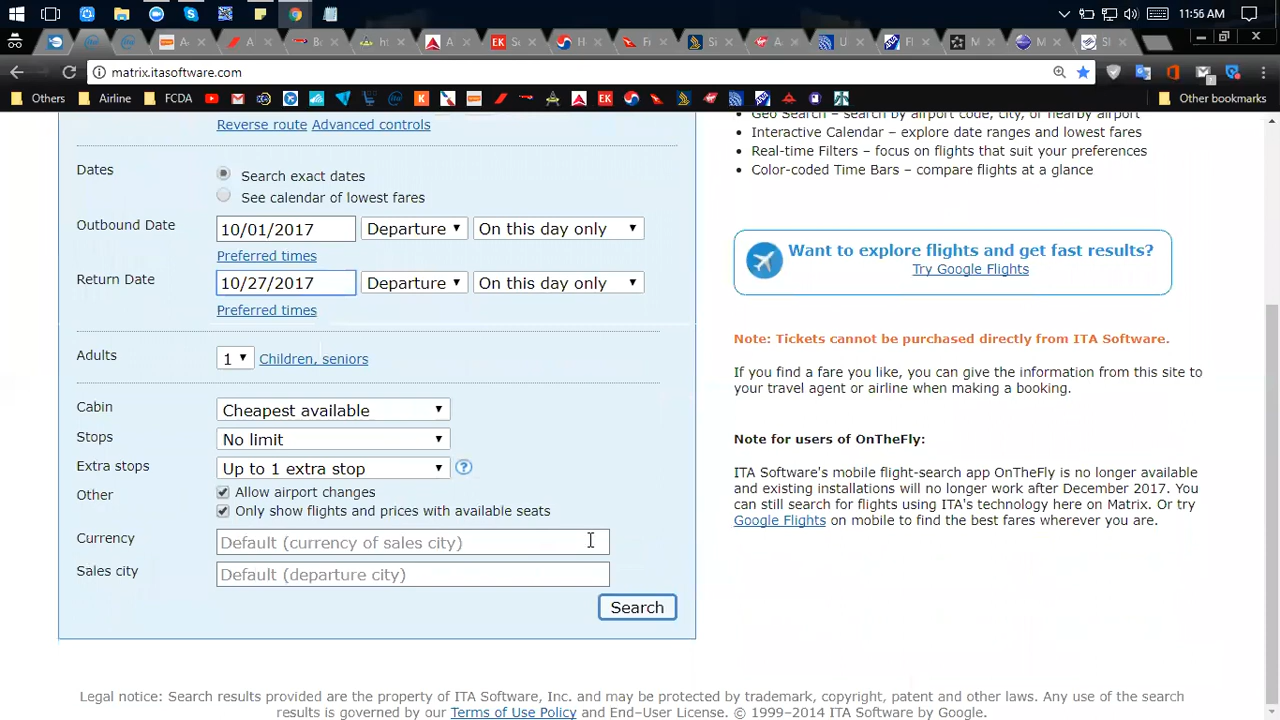 11:56 AM
matrix.itasoftware.com
Others Airline FCDA Other bookmarks
Reverse route Advanced controls
Dates
Search exact dates
See calendar of lowest fares
Outbound Date 10/01/2017 Departure On this day only
Preferred times
Return Date 10/27/2017 Departure On this day only
Preferred times
Adults 1 Children, seniors
Cabin Cheapest available
Stops No limit
Extra stops Up to 1 extra stop ?
Other Allow airport changes
Only show flights and prices with available seats
Currency Default (currency of sales city)
Sales city Default (departure city)
Search
Geo Search – search by airport code, city, or nearby airport
• Interactive Calendar – explore date ranges and lowest fares
• Real-time Filters – focus on flights that suit your preferences
• Color-coded Time Bars – compare flights at a glance
Want to explore flights and get fast results?
Try Google Flights
Note: Tickets cannot be purchased directly from ITA Software.
If you find a fare you like, you can give the information from this site to
your travel agent or airline when making a booking.
Note for users of OnTheFly:
ITA Software's mobile flight-search app OnTheFly is no longer available
and existing installations will no longer work after December 2017. You
can still search for flights using ITA's technology here on Matrix. Or try
Google Flights on mobile to find the best fares wherever you are.
Legal notice: Search results provided are the property of ITA Software, Inc. and may be protected by trademark, copyright, patent and other laws. Any use of the search
results is governed by our Terms of Use Policy and End–User License. © 1999–2014 ITA Software by Google.